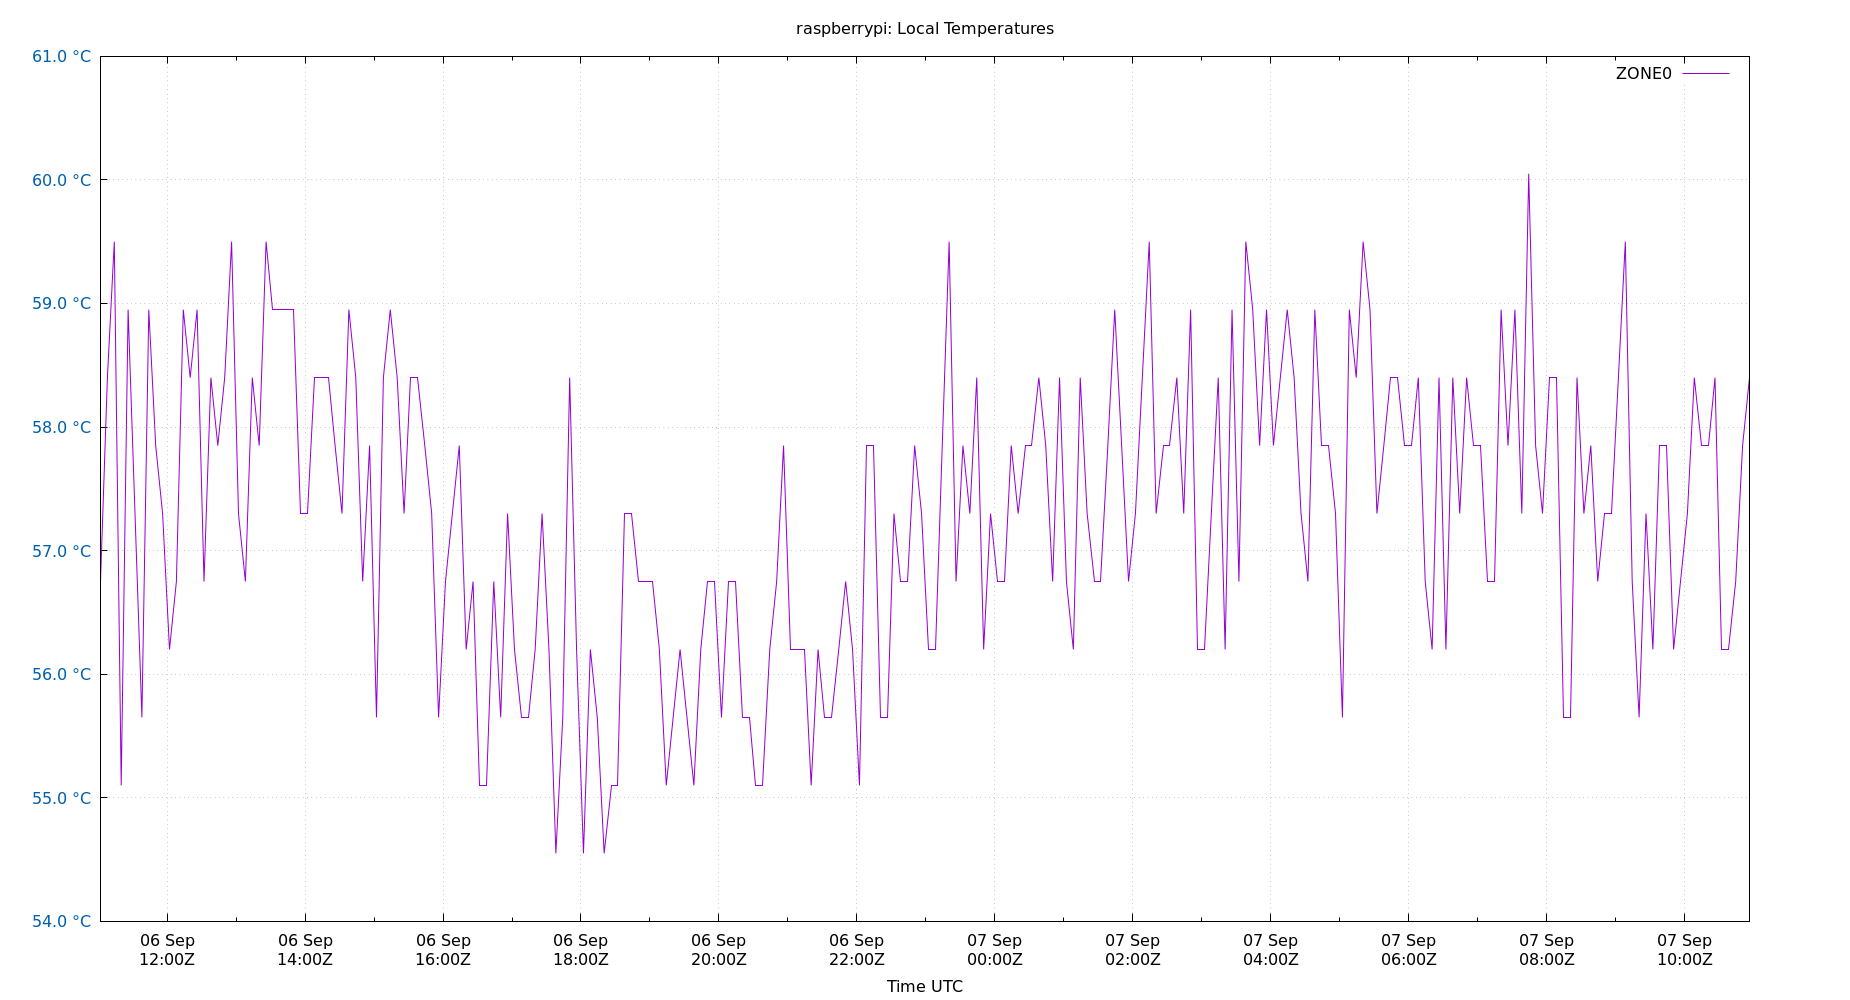 raspberrypi: Local Temperatures
61.0 °C
ZONE0
60.0 °C
59.0 °C
58.0 °C
57.0 °C
56.0 °C
55.0 °C
54.0 °C
06 Sep 06 Sep 06 Sep 06 Sep 06 Sep 06 Sep 07 Sep 07 Sep 07 Sep 07 Sep 07 Sep 07 Sep
12:00Z 14:00Z 16:00Z 18:00Z 20:00Z 22:00Z 00:00Z 02:00Z 04:00Z 06:00Z 08:00Z 10:00Z
Time UTC